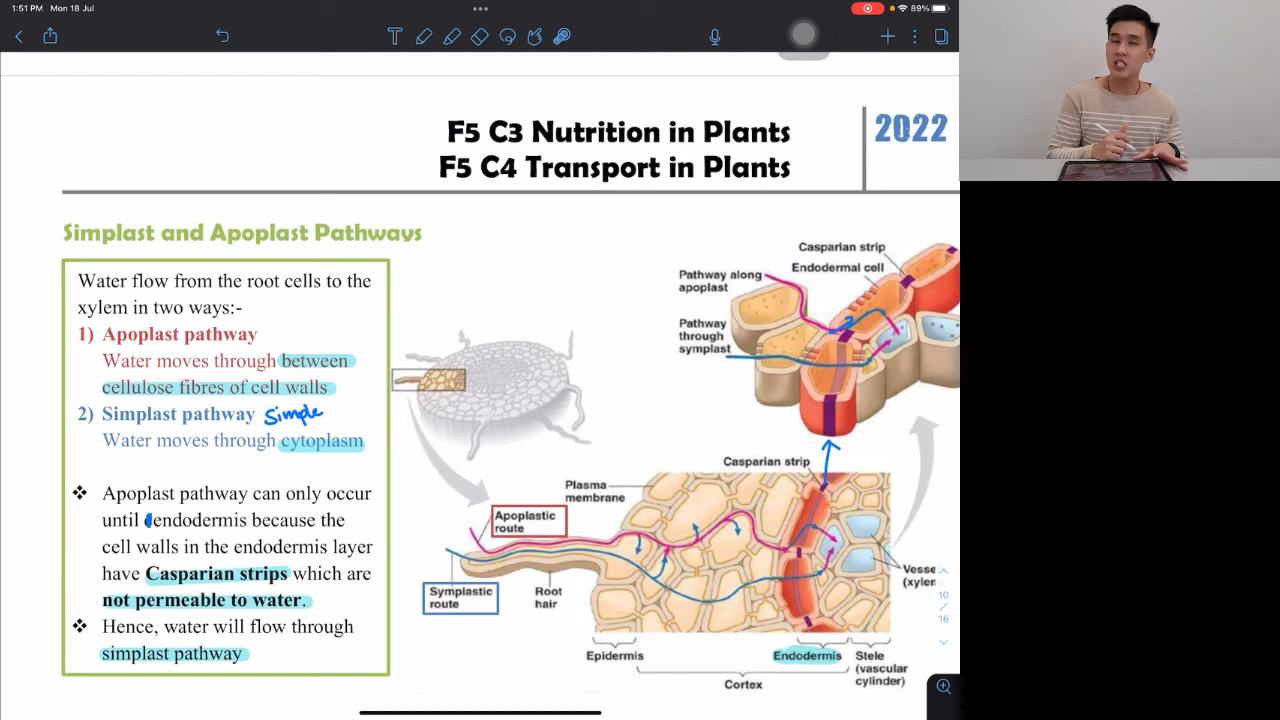 1:51 PM Mon 18 Jul
89%
F5 C3 Nutrition in Plants
F5 C4 Transport in Plants
2022
Simplast and Apoplast Pathways
Water flow from the root cells to the
xylem in two ways:-
1) Apoplast pathway
Water moves through between
cellulose fibres of cell walls
2) Simplast pathway simple
Water moves through cytoplasm
❖ Apoplast pathway can only occur
until endodermis because the
cell walls in the endodermis layer
have Casparian strips which are
not permeable to water.
❖ Hence, water will flow through
simplast pathway
Casparian strip
Endodermal cell
Pathway along
apoplast
Pathway
through
symplast
Casparian strip
Plasma
membrane
Apoplastic
route
Symplastic
route
Root
hair
Vesse
(xylem
Epidermis
Endodermis
Stele
(vascular
cylinder)
Cortex
10
/
16